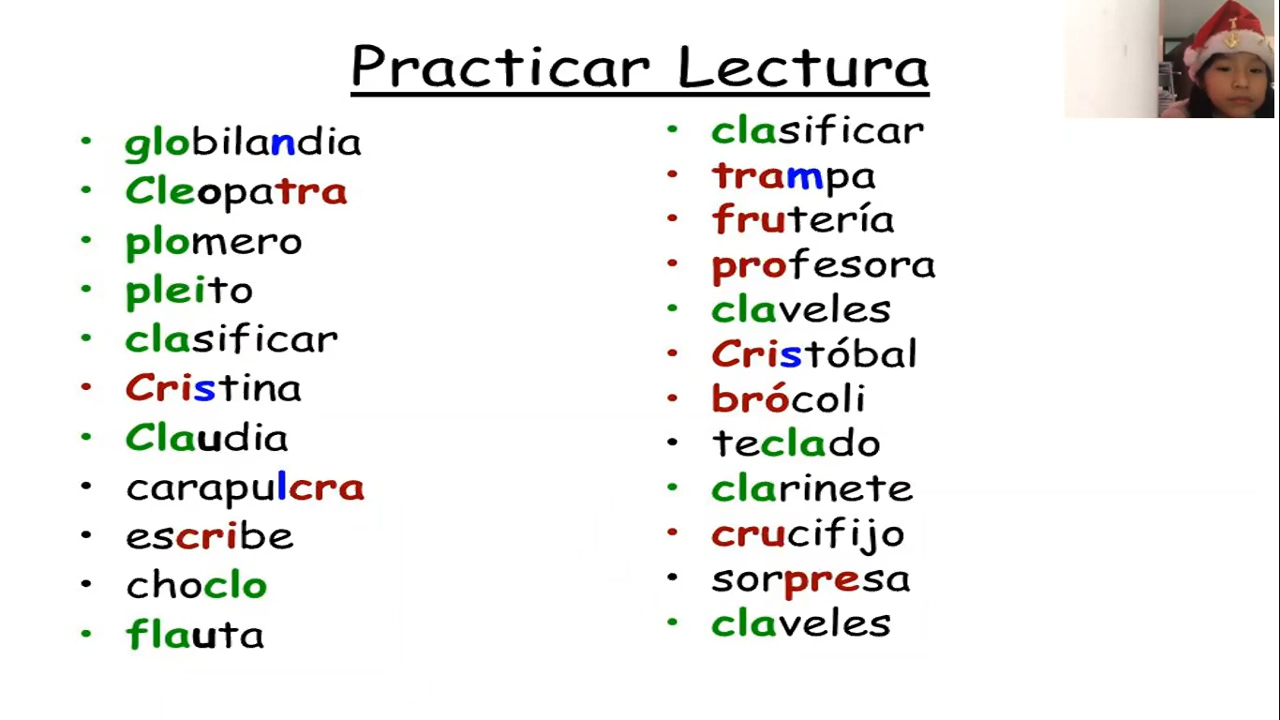 Practicar Lectura
globilandia
Cleopatra
plomero
pleito
clasificar
Cristina
Claudia
carapulcra
escribe
choclo
flauta
clasificar
trampa
frutería
profesora
claveles
Cristóbal
brócoli
teclado
clarinete
crucifijo
sorpresa
claveles